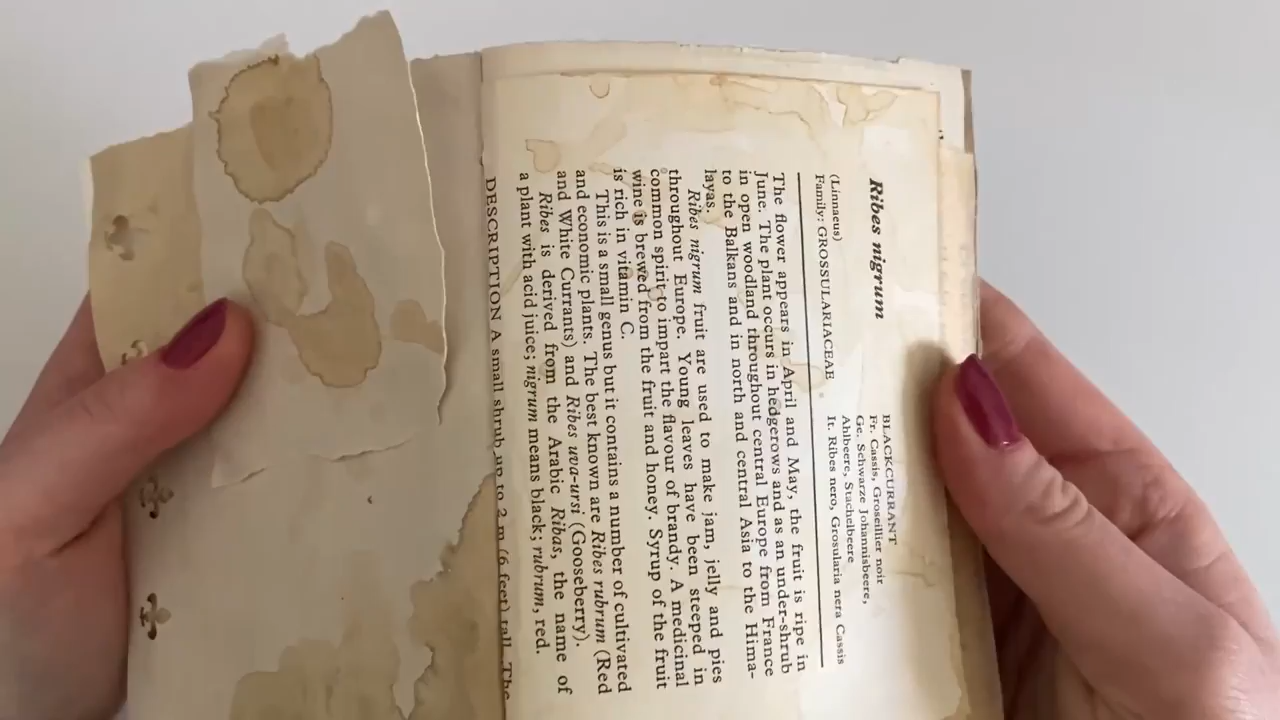 Ribes nigrum
(Linnaeus)
Family: GROSSULARIACEAE
BLACKCURRANT
Fr. Cassis, Groseillier noir
Ge. Schwarze Johannisbeere,
Ahlbeere, Stachelbeere
It. Ribes nero, Grosularia nera Cassis
The flower appears in April and May, the fruit is ripe in
June. The plant occurs in hedgerows and as an under-shrub
in open woodland throughout central Europe from France
to the Balkans and in north and central Asia to the Hima-
layas.
Ribes nigrum fruit are used to make jam, jelly and pies
throughout Europe. Young leaves have been steeped in
common spirit to impart the flavour of brandy. A medicinal
wine is brewed from the fruit and honey. Syrup of the fruit
is rich in vitamin C.
This is a small genus but it contains a number of cultivated
and economic plants. The best known are Ribes rubrum (Red
and White Currants) and Ribes uva-ursi (Gooseberry).
Ribes is derived from the Arabic Ribas, the name of
a plant with acid juice; nigrum means black; rubrum, red.
DESCRIPTION A small shrub up to 2 m (6 feet) tall. The